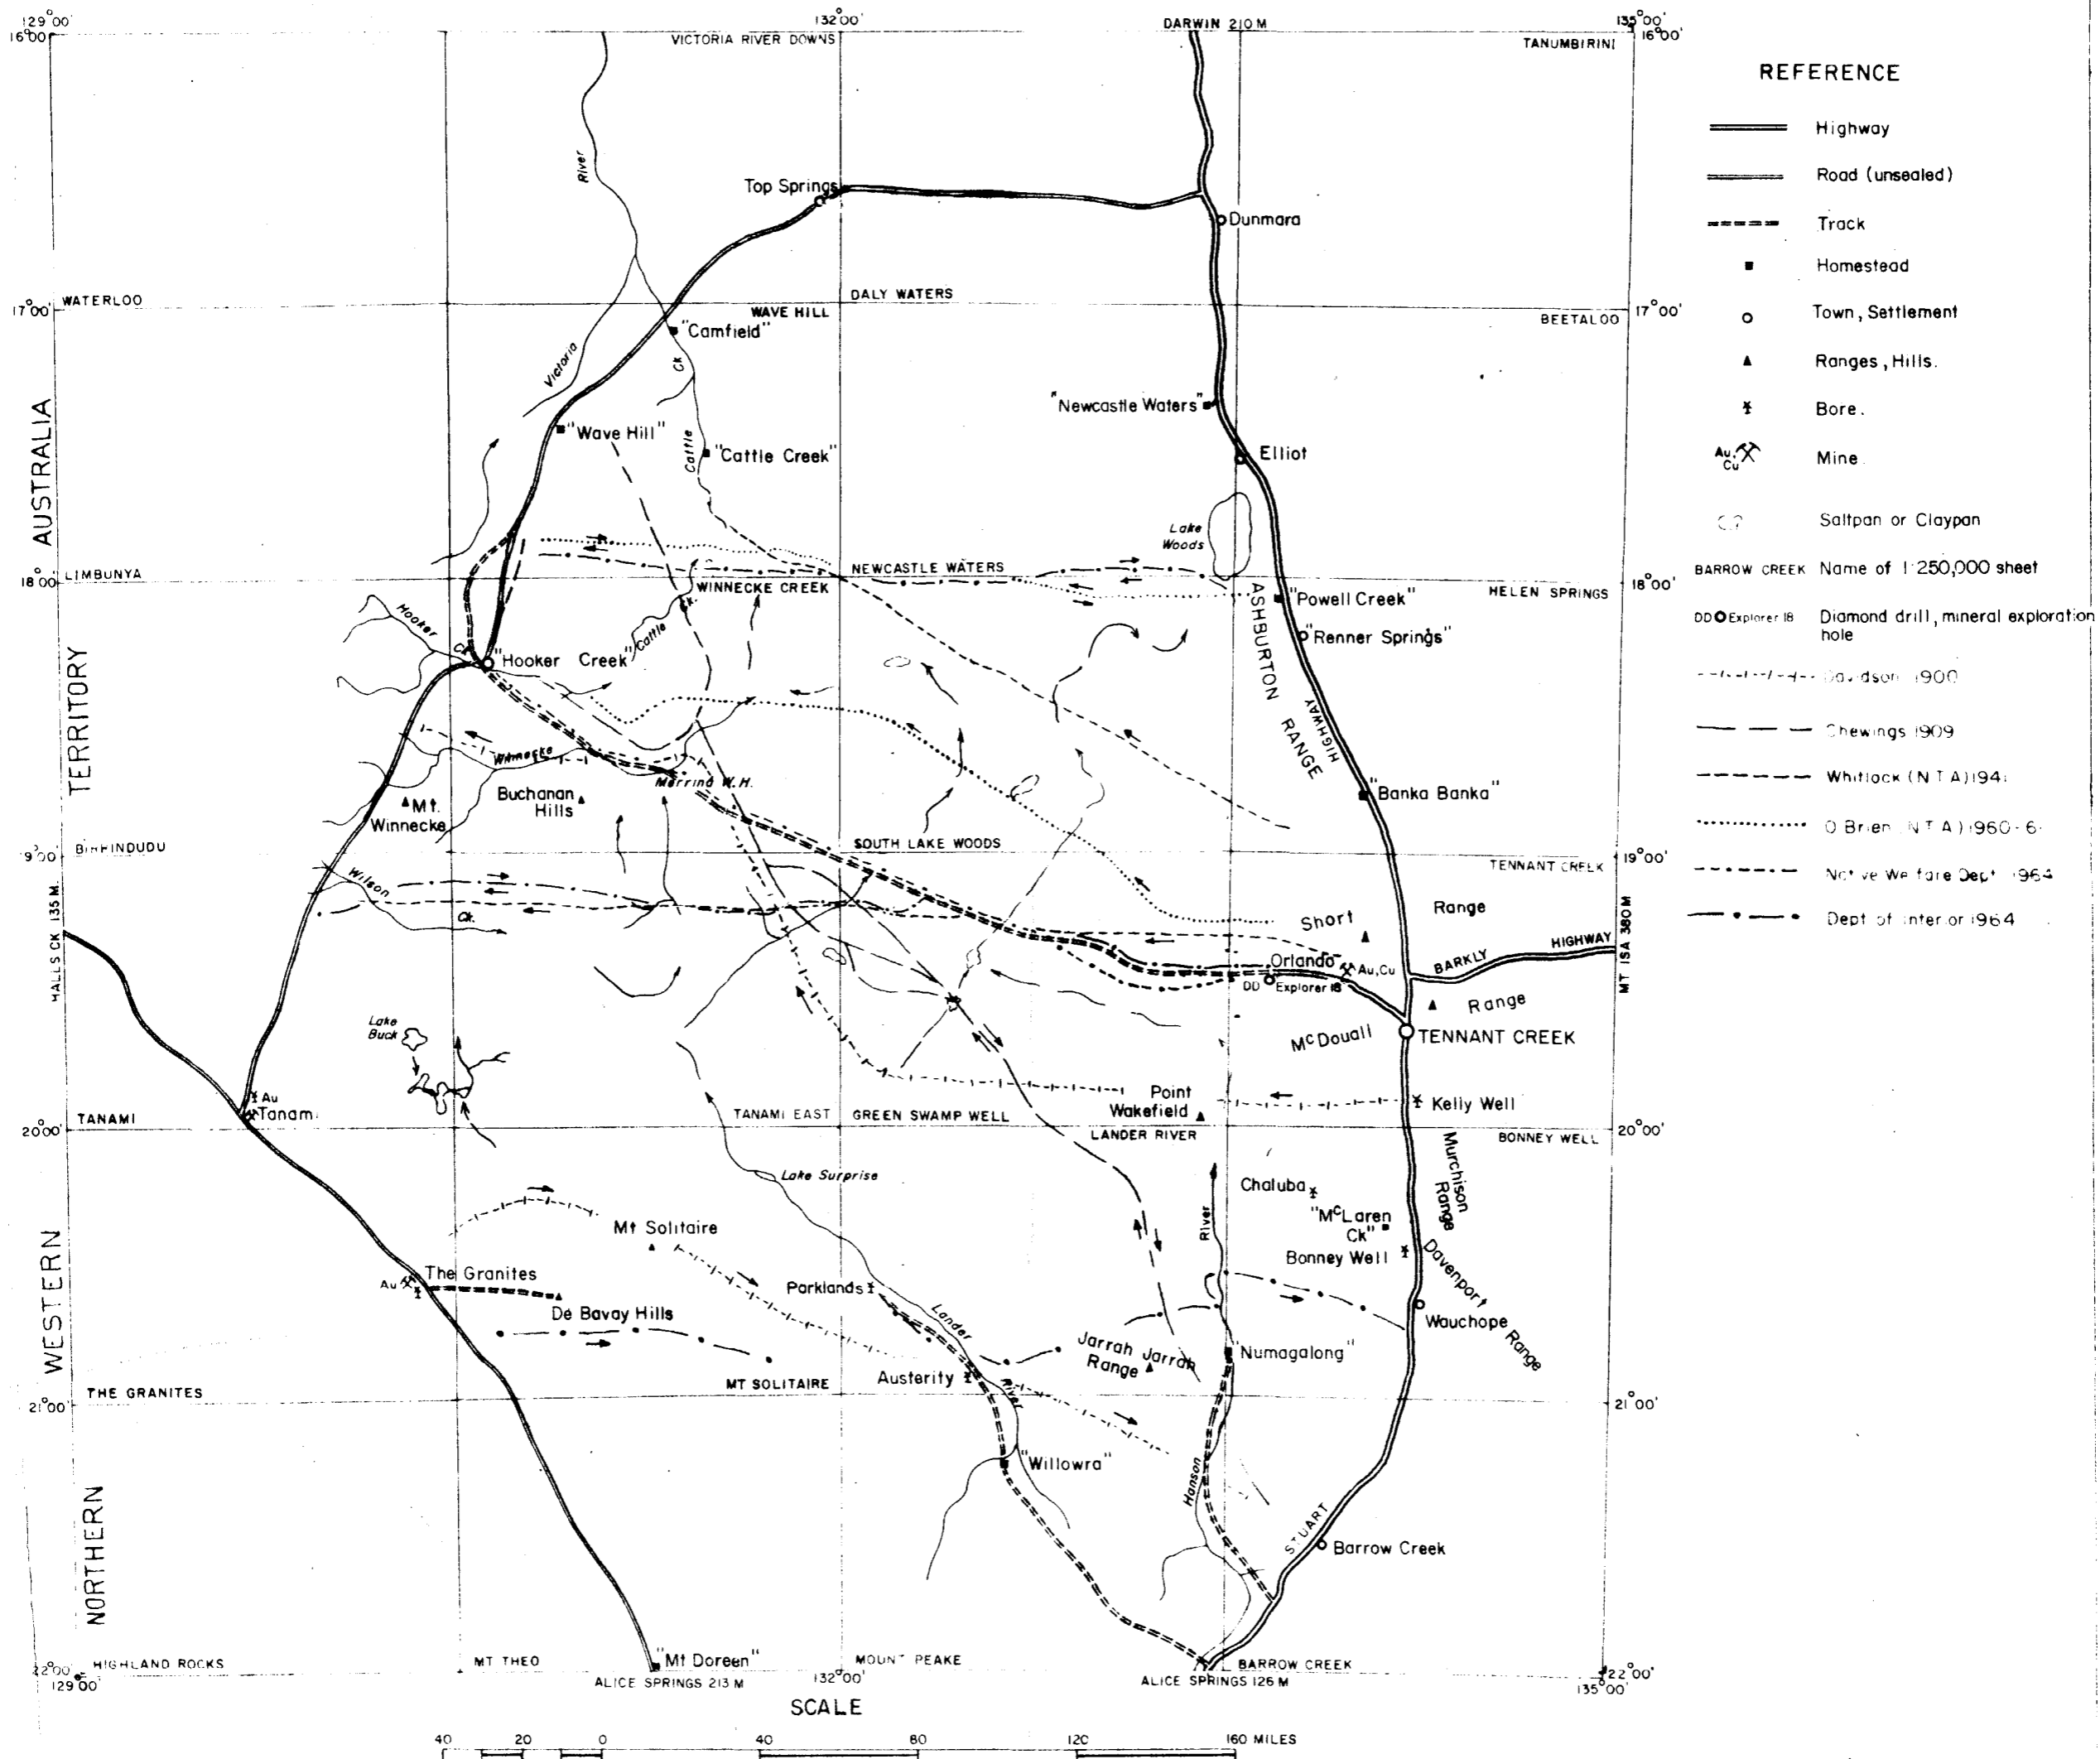 129°00'
132°00'
DARWIN 210 M
135°00'
16°00'
VICTORIA RIVER DOWNS
TANUMBIRINI
16°00'
REFERENCE
Highway
Road (unsealed)
Track
Homestead
Town, Settlement
Ranges, Hills.
Bore.
Au, Cu
Mine.
Saltpan or Claypan
BARROW CREEK
Name of 1:250,000 sheet
DD Explorer 18
Diamond drill, mineral exploration
hole
Davidson 1900
Chewings 1909
Whitlock (N T A) 194
O'Brien (N T A) 1960-6
Native Welfare Dept 1964
Dept of Interior 1964
River
Top Springs
Dunmara
17°00'
WATERLOO
DALY WATERS
WAVE HILL
BEETALOO
17°00'
"Camfield"
Victoria
Ck
"Newcastle Waters"
"Wave Hill"
Cattle
"Cattle Creek"
Elliot
AUSTRALIA
Lake
Woods
18°00'
LIMBUNYA
NEWCASTLE WATERS
WINNECKE CREEK
HELEN SPRINGS
18°00'
Hooker
Ck
Ck.
Cattle
"Powell Creek"
"Renner Springs"
"Hooker Creek"
ASHBURTON RANGE
HIGHWAY
TERRITORY
Winnecke
Merrina W.H.
Mt.
Winnecke
Buchanan
Hills
"Banka Banka"
19°00'
BIRRINDUDU
SOUTH LAKE WOODS
TENNANT CREEK
19°00'
Wilson
Ck.
HALLS CK 135 M.
Short
Range
BARKLY
HIGHWAY
MT ISA 380 M
Orlando
Au, Cu
DD
Explorer 18
Range
Lake
Buck
McDouall
TENNANT CREEK
Au
Tanami
Point
Wakefield
Kelly Well
20°00'
TANAMI
TANAMI EAST
GREEN SWAMP WELL
LANDER RIVER
BONNEY WELL
20°00'
Lake Surprise
Chaluba
Murchison
Range
"McLaren
Ck"
Mt Solitaire
River
Bonney Well
Davenport
Range
Au
The Granites
Parklands
De Bavay Hills
Lander
Wauchope
Jarrah Jarrah
Range
"Numagalong"
WESTERN
Austerity
River
THE GRANITES
MT SOLITAIRE
21°00'
21°00'
"Willowra"
Hanson
NORTHERN
STUART
Barrow Creek
22°00'
HIGHLAND ROCKS
MT THEO
"Mt Doreen"
MOUNT PEAKE
BARROW CREEK
22°00'
129°00'
ALICE SPRINGS 213 M
132°00'
ALICE SPRINGS 126 M
135°00'
SCALE
40 20 0 40 80 120 160 MILES